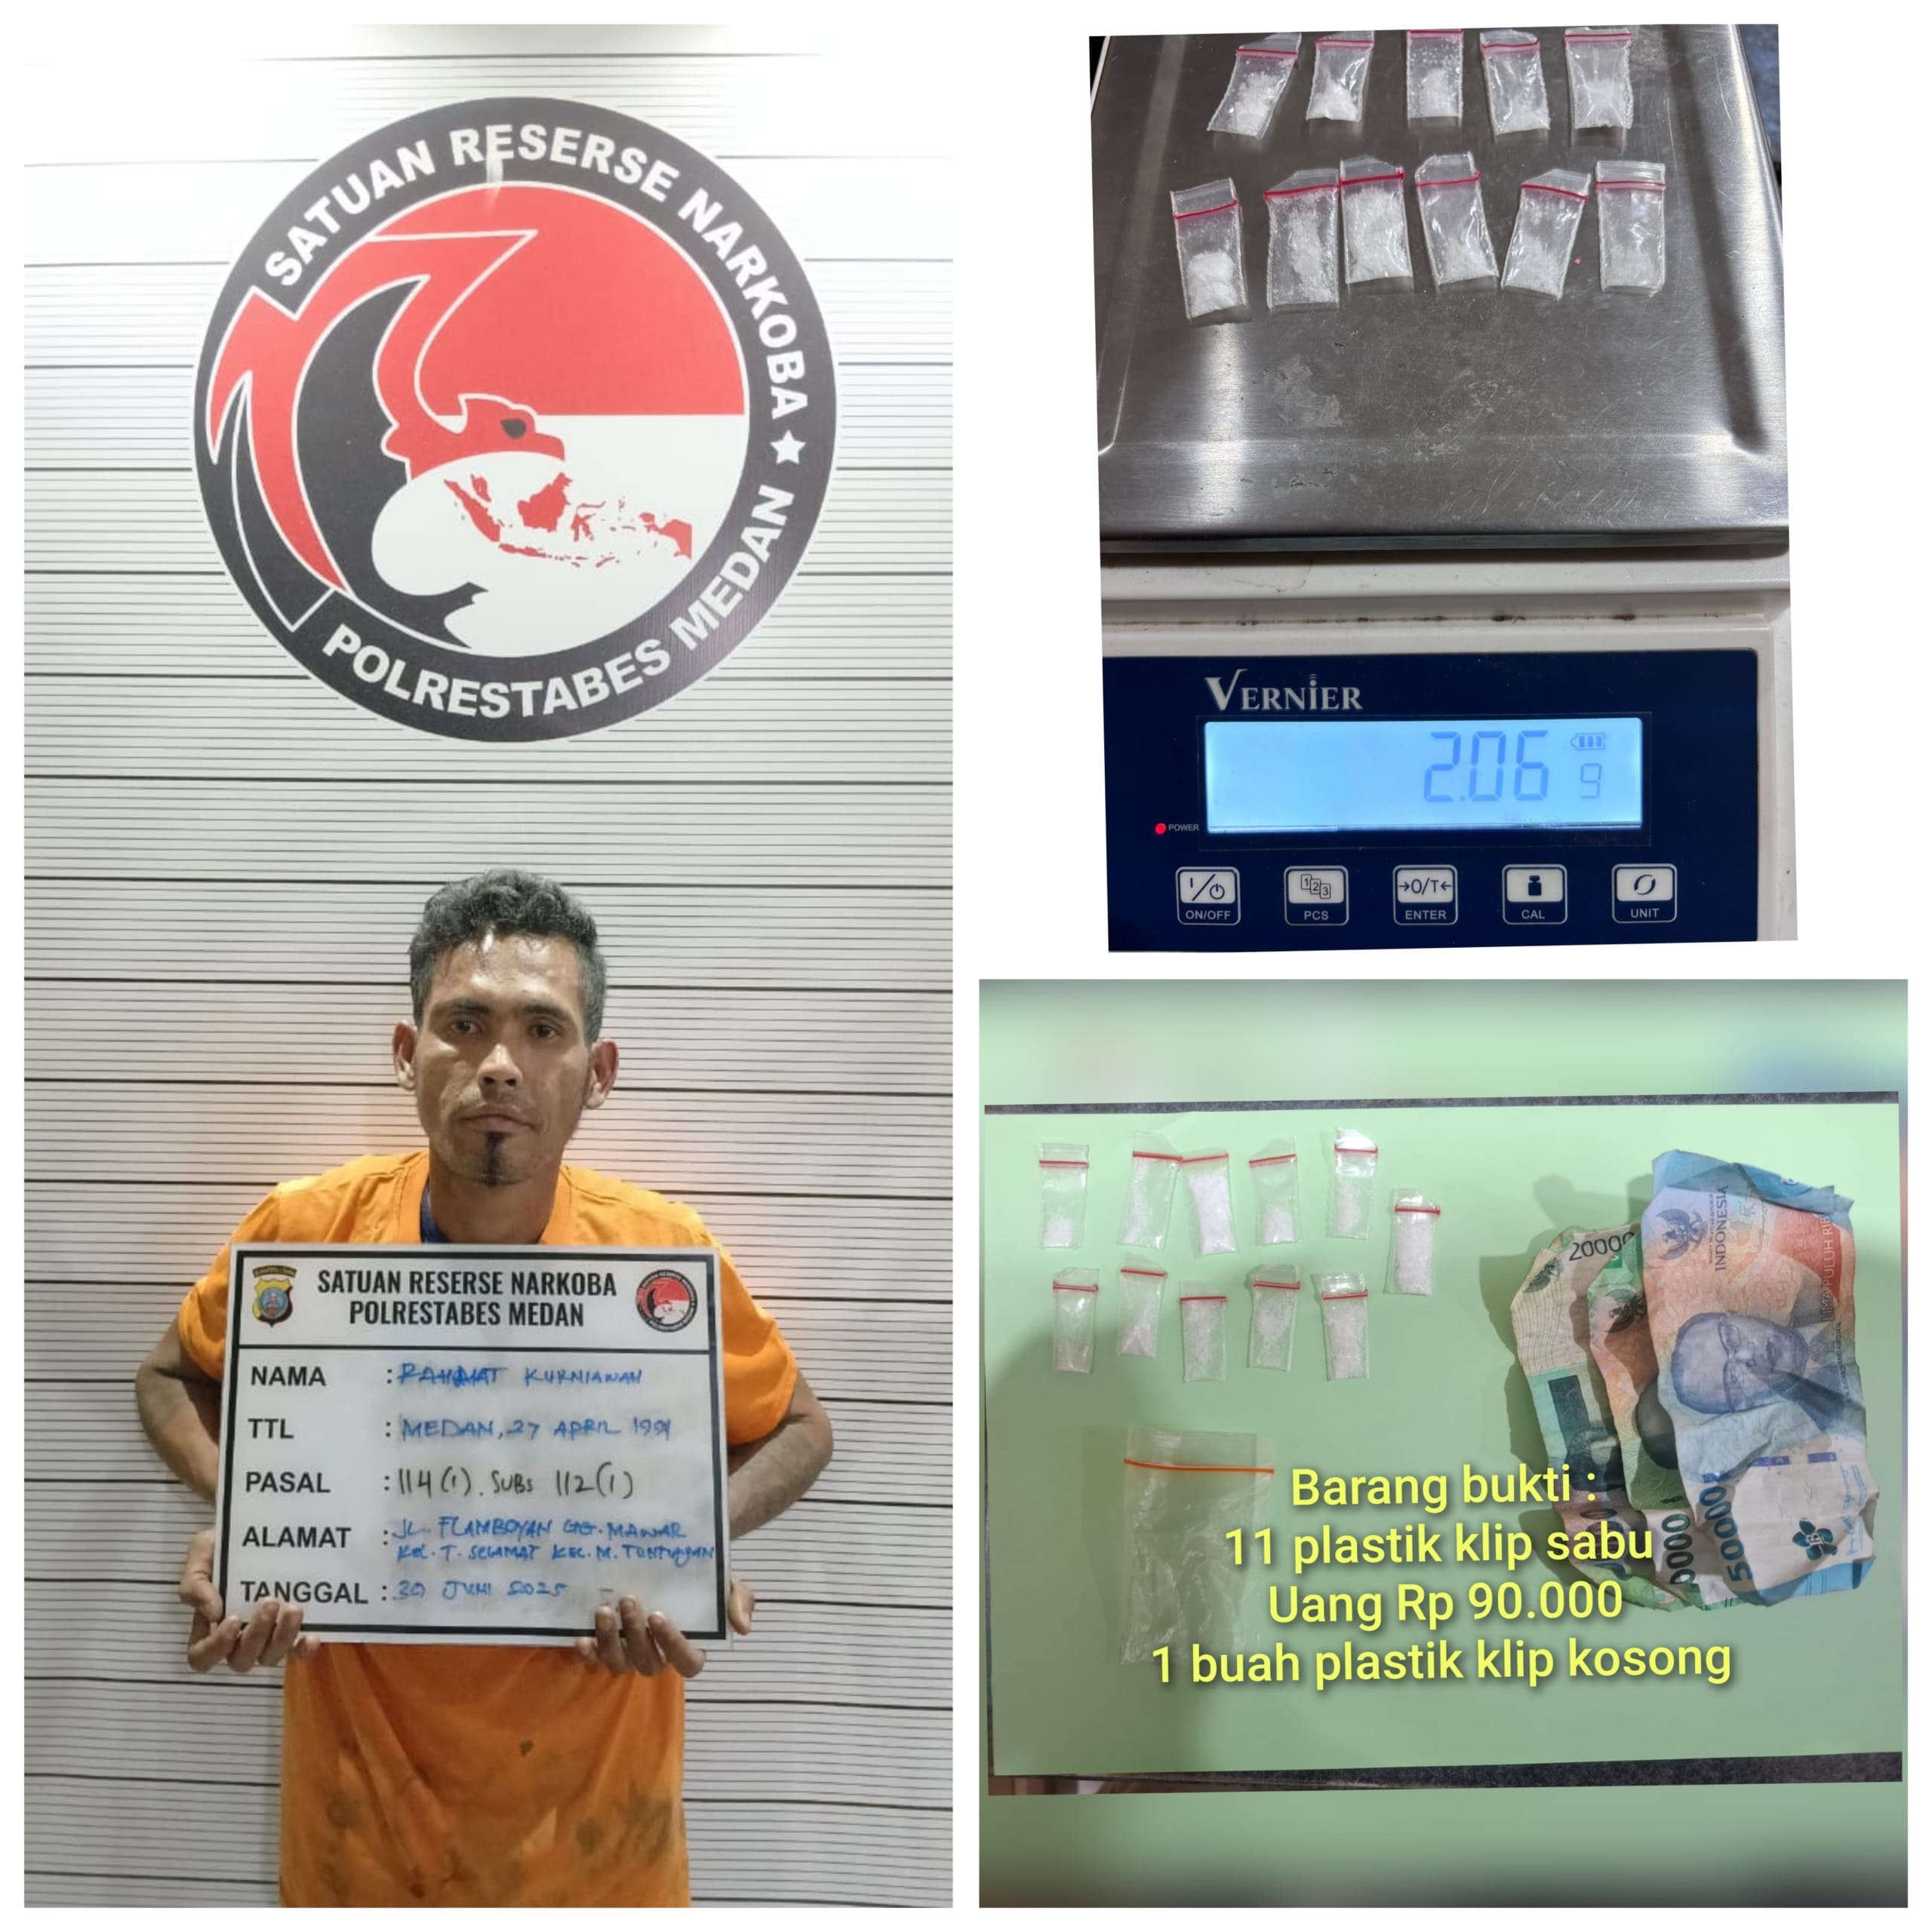 SATUAN RESERSE NARKOBA
POLRESTABES MEDAN
SATUAN RESERSE NARKOBA
POLRESTABES MEDAN
NAMA : RAHMAT KURNIAWAN
TTL : MEDAN, 27 APRIL 1991
PASAL : 114 (1). SUBS 112 (1)
ALAMAT : JL. FLAMBOYAN GG. MAWAR
KEL. T. SELAMAT KEC. M. TUNTUNGAN
TANGGAL : 30 JUNI 2025
VERNIER
2.06 g
POWER
ON/OFF
123
PCS
→O/T←
ENTER
CAL
UNIT
20000
INDONESIA
50000
Barang bukti :
11 plastik klip sabu
Uang Rp 90.000
1 buah plastik klip kosong